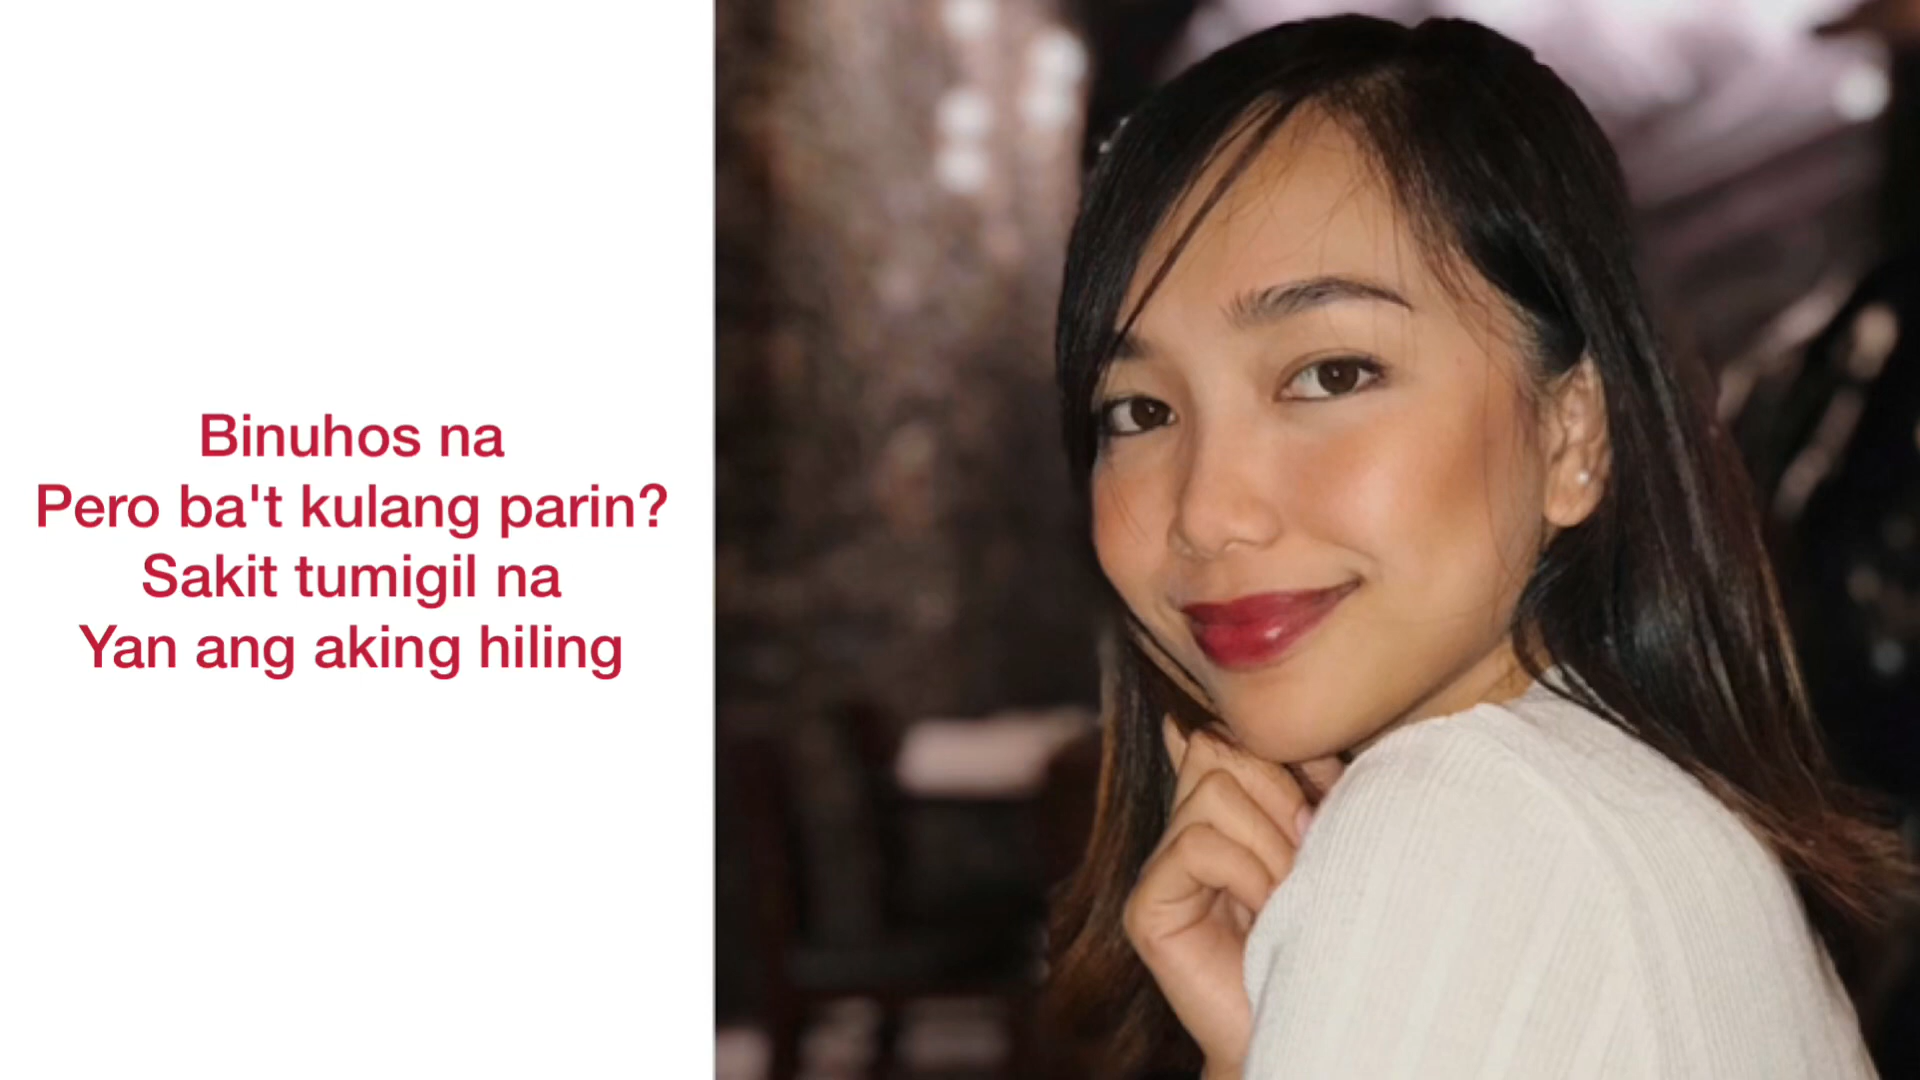 Binuhos na
Pero ba't kulang parin?
Sakit tumigil na
Yan ang aking hiling